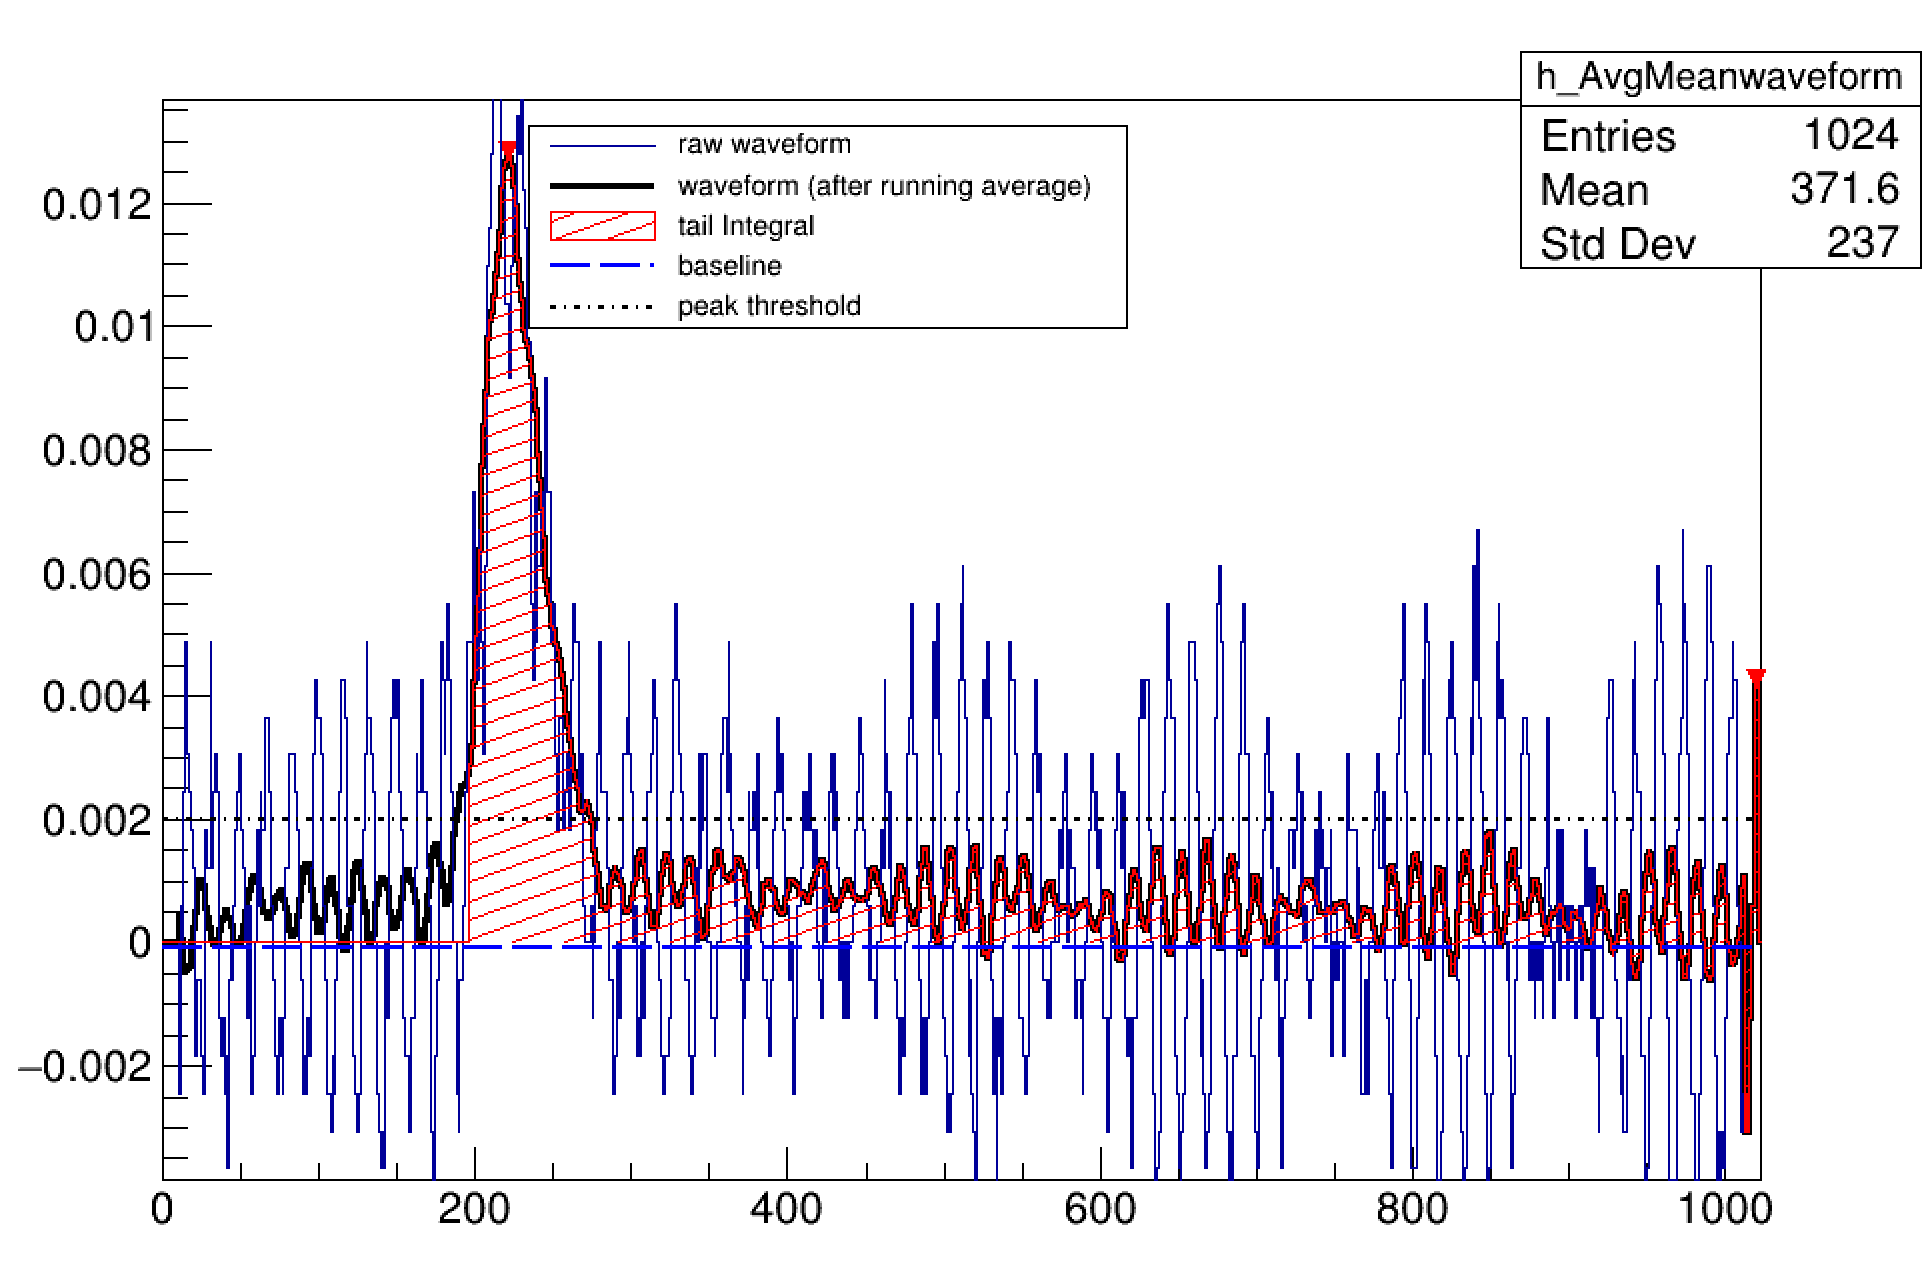 h_AvgMeanwaveform
Entries 1024
Mean 371.6
Std Dev 237
raw waveform
waveform (after running average)
tail Integral
baseline
peak threshold
0.012
0.01
0.008
0.006
0.004
0.002
0
−0.002
0 200 400 600 800 1000